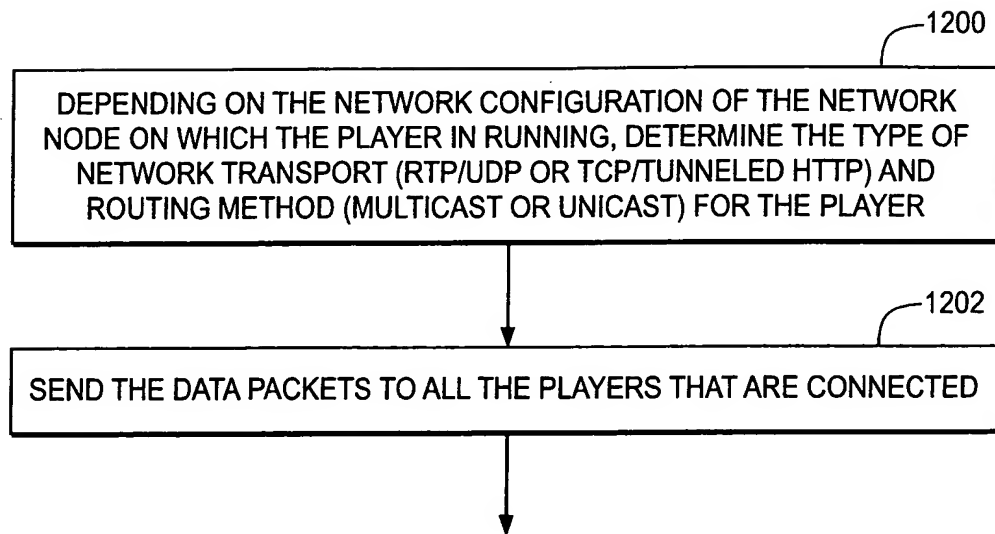 1200
DEPENDING ON THE NETWORK CONFIGURATION OF THE NETWORK
NODE ON WHICH THE PLAYER IN RUNNING, DETERMINE THE TYPE OF
NETWORK TRANSPORT (RTP/UDP OR TCP/TUNNELED HTTP) AND
ROUTING METHOD (MULTICAST OR UNICAST) FOR THE PLAYER
1202
SEND THE DATA PACKETS TO ALL THE PLAYERS THAT ARE CONNECTED